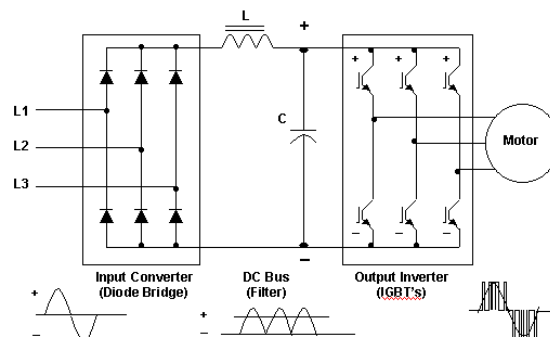 L
+
+ + +
L1
L2
L3
C
Motor
– – –
–
Input Converter
(Diode Bridge)
DC Bus
(Filter)
Output Inverter
(IGBT's)
+
–
+
–